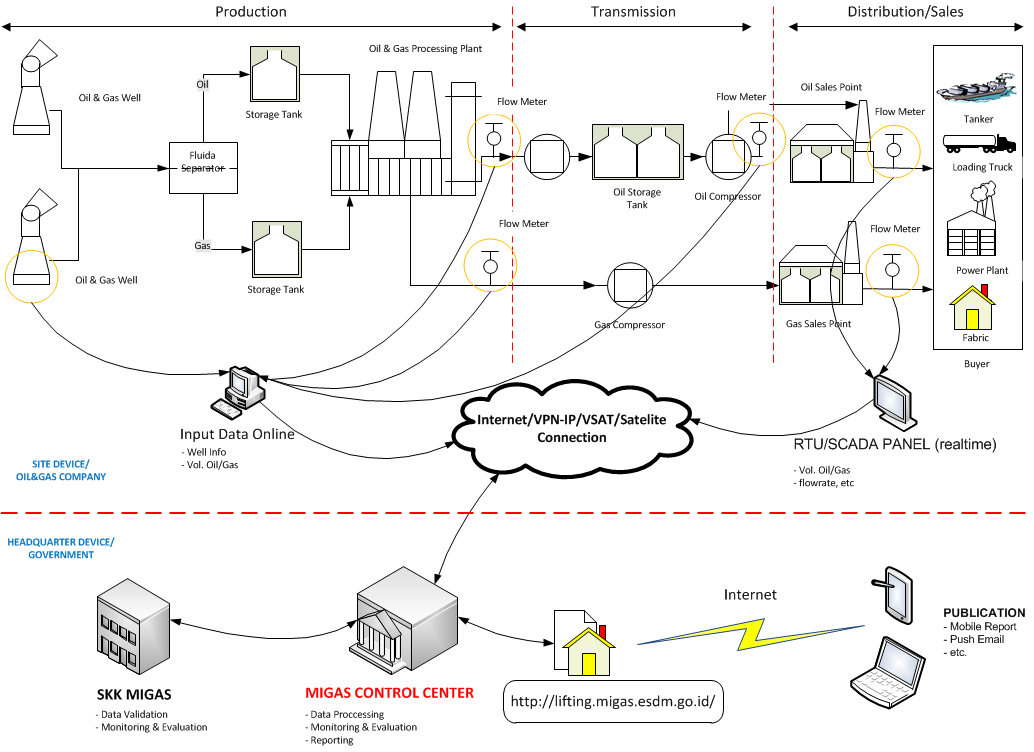 Production
Transmission
Distribution/Sales
Oil & Gas Well
Oil
Storage Tank
Oil & Gas Processing Plant
Flow Meter
Flow Meter
Oil Sales Point
Flow Meter
Tanker
Loading Truck
Fluida
Separator
Oil Storage
Tank
Oil Compressor
Gas
Storage Tank
Oil & Gas Well
Flow Meter
Gas Compressor
Flow Meter
Gas Sales Point
Power Plant
Fabric
Buyer
Input Data Online
- Well Info
- Vol. Oil/Gas
Internet/VPN-IP/VSAT/Satelite
Connection
RTU/SCADA PANEL (realtime)
- Vol. Oil/Gas
- flowrate, etc
SITE DEVICE/
OIL&GAS COMPANY
HEADQUARTER DEVICE/
GOVERNMENT
SKK MIGAS
- Data Validation
- Monitoring & Evaluation
MIGAS CONTROL CENTER
- Data Proccessing
- Monitoring & Evaluation
- Reporting
http://lifting.migas.esdm.go.id/
Internet
PUBLICATION
- Mobile Report
- Push Email
- etc.